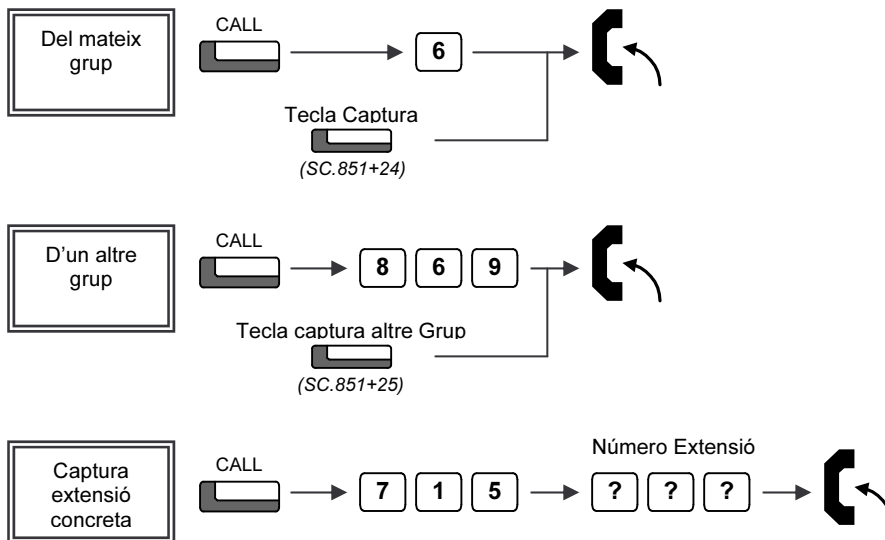 Del mateix
grup
CALL
6
Tecla Captura
(SC.851+24)
D'un altre
grup
CALL
8 6 9
Tecla captura altre Grup
(SC.851+25)
Captura
extensió
concreta
CALL
7 1 5
Número Extensió
? ? ?